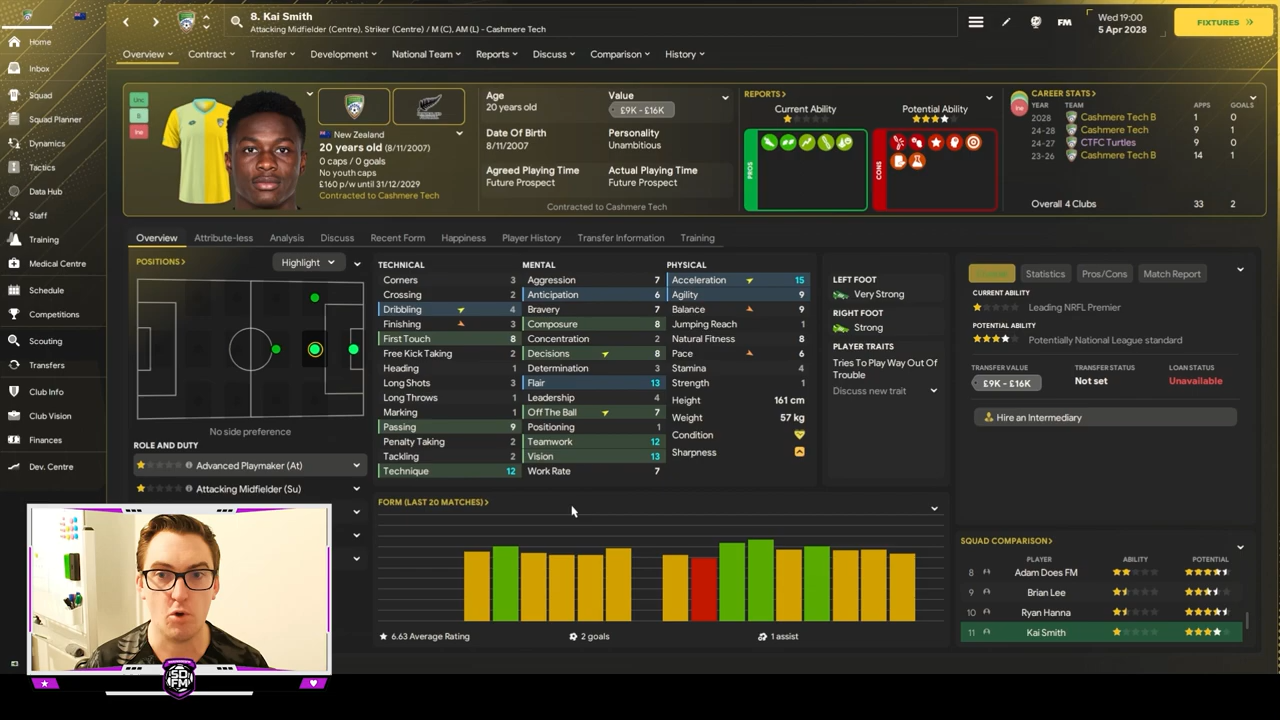 8. Kai Smith
Attacking Midfielder (Centre), Striker (Centre) / M (C), AM (L) - Cashmere Tech
FM
Wed 19:00
5 Apr 2028
FIXTURES
Overview
Contract
Transfer
Development
National Team
Reports
Discuss
Comparison
History
Home
Inbox
Squad
Squad Planner
Dynamics
Tactics
Data Hub
Staff
Training
Medical Centre
Schedule
Competitions
Scouting
Transfers
Club Info
Club Vision
Finances
Dev. Centre
Unc
Ine
New Zealand
20 years old (8/11/2007)
0 caps / 0 goals
No youth caps
£160 p/w until 31/12/2029
Contracted to Cashmere Tech
Age
20 years old
Value
£9K - £16K
Date Of Birth
8/11/2007
Personality
Unambitious
Agreed Playing Time
Future Prospect
Actual Playing Time
Future Prospect
Contracted to Cashmere Tech
REPORTS
Current Ability
Potential Ability
PROS
CONS
CAREER STATS
YEAR TEAM APPS GOALS
2028 Cashmere Tech B 1 0
24-28 Cashmere Tech 9 1
24-27 CTFC Turtles 9 0
23-26 Cashmere Tech B 14 1
Overall 4 Clubs 33 2
Overview
Attribute-less
Analysis
Discuss
Recent Form
Happiness
Player History
Transfer Information
Training
POSITIONS
Highlight
No side preference
ROLE AND DUTY
Advanced Playmaker (At)
Attacking Midfielder (Su)
TECHNICAL
Corners 3
Crossing 2
Dribbling 4
Finishing 3
First Touch 8
Free Kick Taking 2
Heading 1
Long Shots 3
Long Throws 1
Marking 1
Passing 9
Penalty Taking 2
Tackling 2
Technique 12
MENTAL
Aggression 7
Anticipation 6
Bravery 7
Composure 8
Concentration 2
Decisions 8
Determination 3
Flair 13
Leadership 4
Off The Ball 7
Positioning 1
Teamwork 12
Vision 13
Work Rate 7
PHYSICAL
Acceleration 15
Agility 9
Balance 9
Jumping Reach 1
Natural Fitness 8
Pace 6
Stamina 4
Strength 1
Height 161 cm
Weight 57 kg
Condition
Sharpness
LEFT FOOT
Very Strong
RIGHT FOOT
Strong
PLAYER TRAITS
Tries To Play Way Out Of
Trouble
Discuss new trait
Statistics
Pros/Cons
Match Report
CURRENT ABILITY
Leading NRFL Premier
POTENTIAL ABILITY
Potentially National League standard
TRANSFER VALUE
£9K - £16K
TRANSFER STATUS
Not set
LOAN STATUS
Unavailable
Hire an Intermediary
FORM (LAST 20 MATCHES)
6.63 Average Rating
2 goals
1 assist
SQUAD COMPARISON
PLAYER ABILITY POTENTIAL
8 Adam Does FM
9 Brian Lee
10 Ryan Hanna
11 Kai Smith
SD
FM